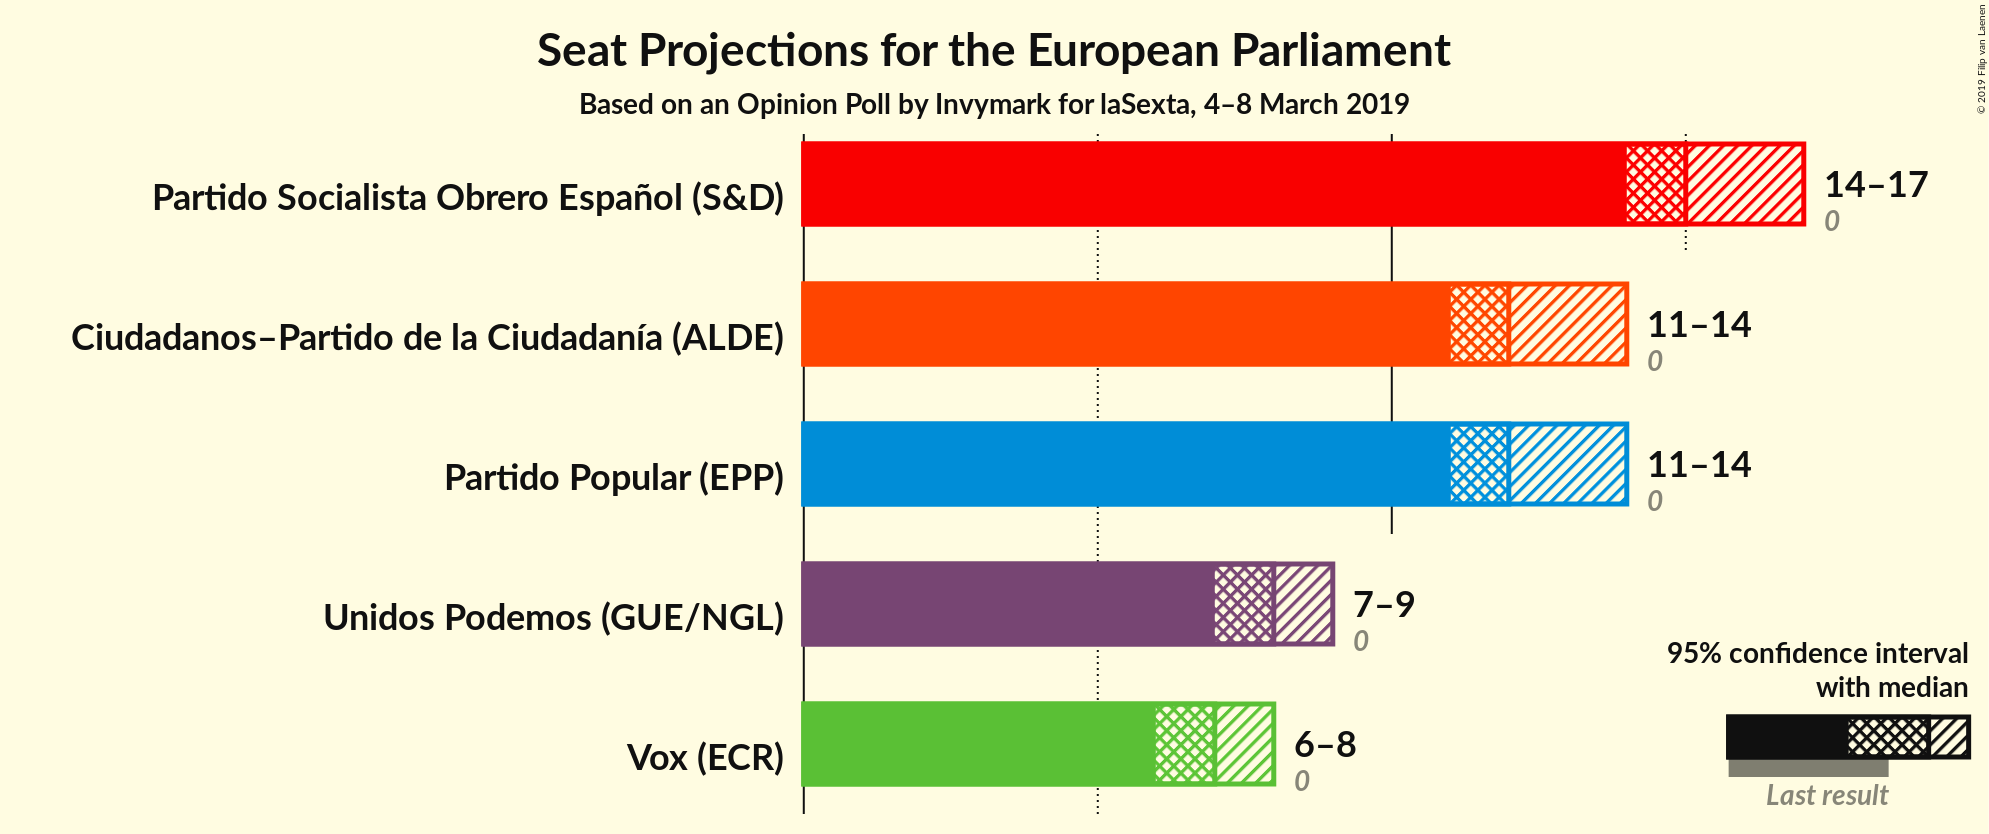 Seat Projections for the European Parliament
Based on an Opinion Poll by Invymark for laSexta, 4–8 March 2019
© 2019 Filip van Laenen
Partido Socialista Obrero Español (S&D)
14–17
0
Ciudadanos–Partido de la Ciudadanía (ALDE)
11–14
0
Partido Popular (EPP)
11–14
0
Unidos Podemos (GUE/NGL)
7–9
0
Vox (ECR)
6–8
0
95% confidence interval
with median
Last result